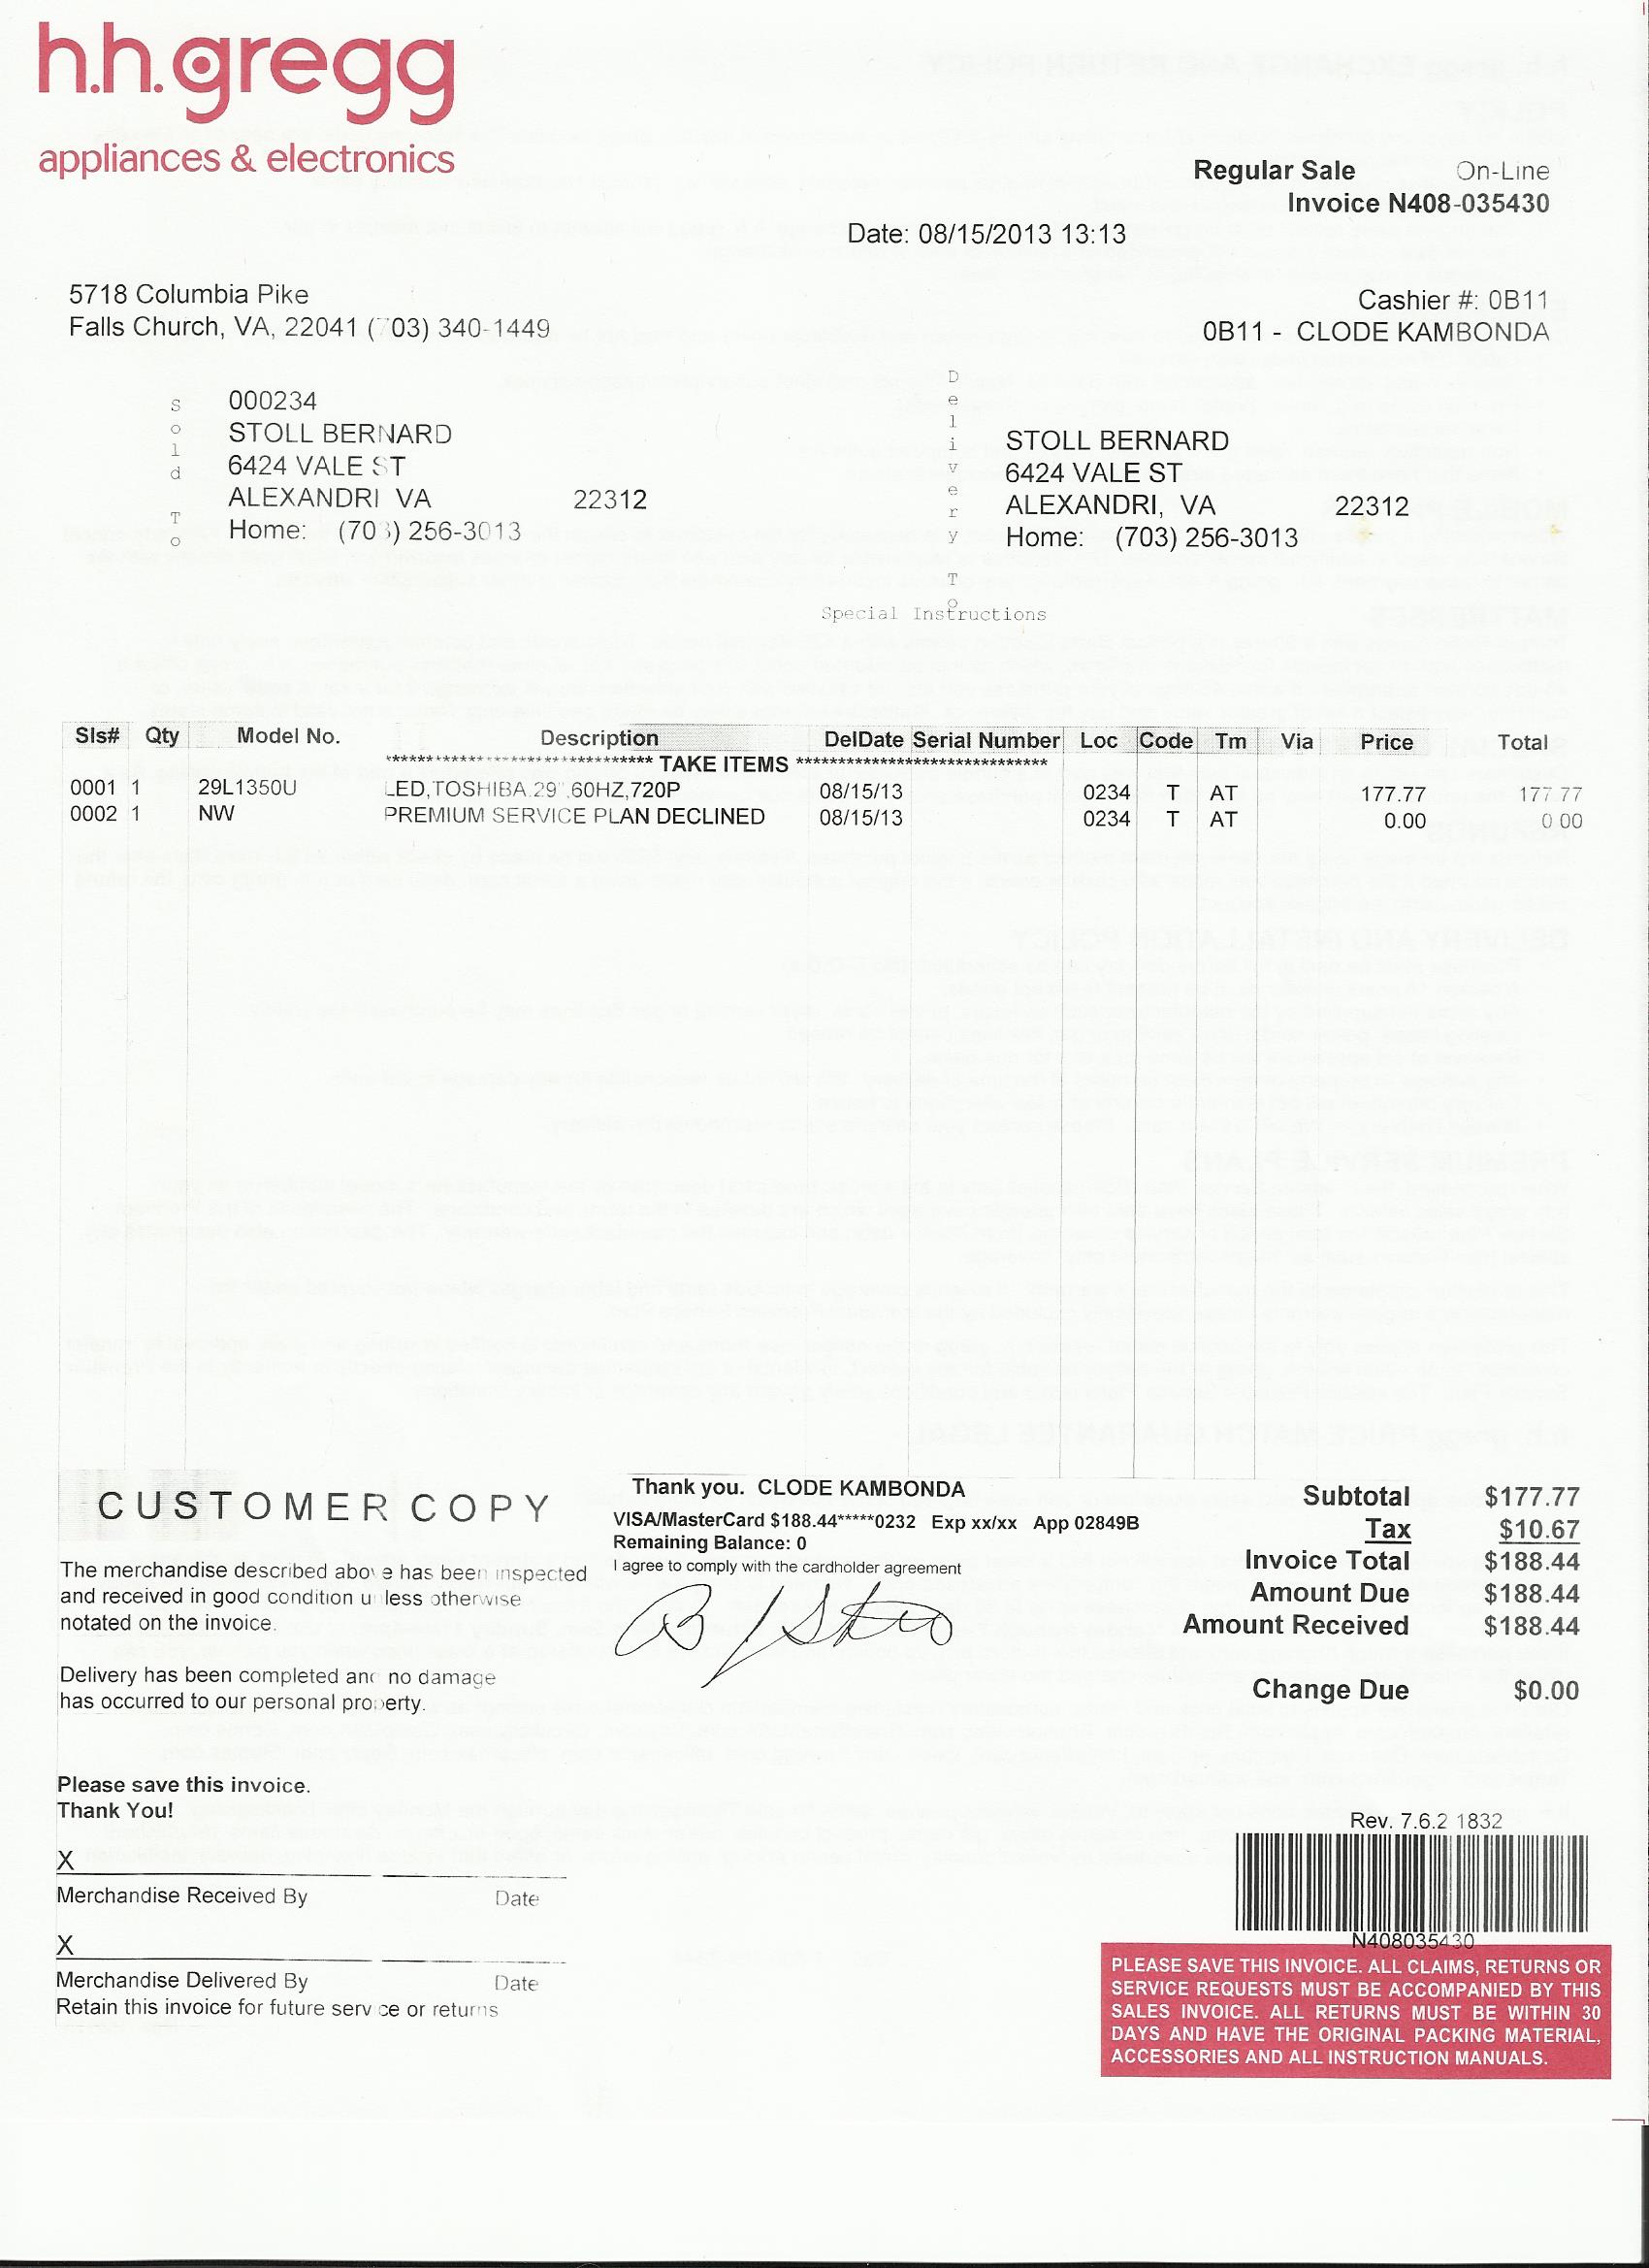 h.h.gregg
appliances & electronics
Regular Sale On-Line
Invoice N408-035430
Date: 08/15/2013 13:13
5718 Columbia Pike
Falls Church, VA, 22041 ( 03) 340-1449
Cashier #: 0B11
0B11 - CLODE KAMBONDA
Sold To
000234
STOLL BERNARD
6424 VALE ST
ALEXANDRI VA 22312
Home: (703) 256-3013
Delivery To
STOLL BERNARD
6424 VALE ST
ALEXANDRI, VA 22312
Home: (703) 256-3013
Special Instructions
Sls# Qty Model No. Description DelDate Serial Number Loc Code Tm Via Price Total
****************************** TAKE ITEMS ******************************
0001 1 29L1350U LED,TOSHIBA.29".60HZ,720P 08/15/13 0234 T AT 177.77 177.77
0002 1 NW PREMIUM SERVICE PLAN DECLINED 08/15/13 0234 T AT 0.00 0.00
CUSTOMER COPY
The merchandise described above has been inspected
and received in good condition unless otherwise
notated on the invoice.
Delivery has been completed and no damage
has occurred to our personal property.
Thank you. CLODE KAMBONDA
VISA/MasterCard $188.44*****0232 Exp xx/xx App 02849B
Remaining Balance: 0
I agree to comply with the cardholder agreement
Subtotal $177.77
Tax $10.67
Invoice Total $188.44
Amount Due $188.44
Amount Received $188.44
Change Due $0.00
Please save this invoice.
Thank You!
X
Merchandise Received By Date
X
Merchandise Delivered By Date
Retain this invoice for future service or returns
Rev. 7.6.2 1832
N408035430
PLEASE SAVE THIS INVOICE. ALL CLAIMS, RETURNS OR
SERVICE REQUESTS MUST BE ACCOMPANIED BY THIS
SALES INVOICE. ALL RETURNS MUST BE WITHIN 30
DAYS AND HAVE THE ORIGINAL PACKING MATERIAL,
ACCESSORIES AND ALL INSTRUCTION MANUALS.